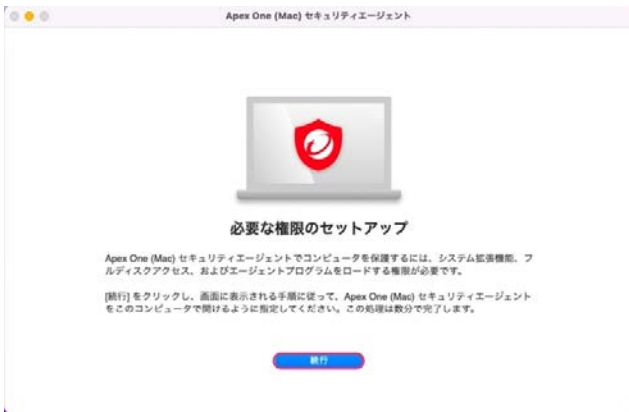 Apex One (Mac) セキュリティエージェント
必要な権限のセットアップ
Apex One (Mac) セキュリティエージェントでコンピュータを保護するには、システム拡張機能、フ
ルディスクアクセス、およびエージェントプログラムをロードする権限が必要です。
[続行] をクリックし、画面に表示される手順に従って、Apex One (Mac) セキュリティエージェント
をこのコンピュータで開けるように指定してください。この処理は数分で完了します。
続行